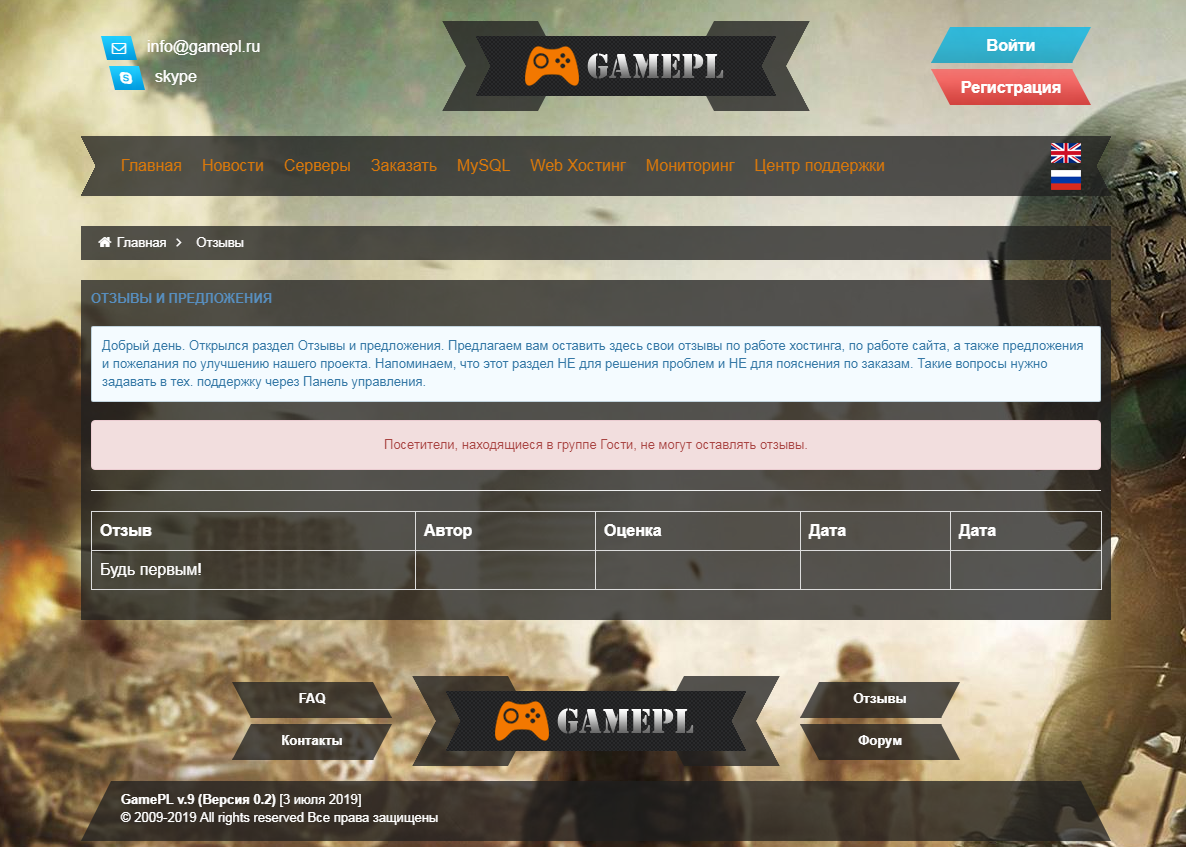 info@gamepl.ru
skype
GAMEPL
Войти
Регистрация
Главная Новости Серверы Заказать MySQL Web Хостинг Мониторинг Центр поддержки
Главная Отзывы
ОТЗЫВЫ И ПРЕДЛОЖЕНИЯ
Добрый день. Открылся раздел Отзывы и предложения. Предлагаем вам оставить здесь свои отзывы по работе хостинга, по работе сайта, а также предложения
и пожелания по улучшению нашего проекта. Напоминаем, что этот раздел НЕ для решения проблем и НЕ для пояснения по заказам. Такие вопросы нужно
задавать в тех. поддержку через Панель управления.
Посетители, находящиеся в группе Гости, не могут оставлять отзывы.
Отзыв Автор Оценка Дата Дата
Будь первым!
FAQ
Контакты
GAMEPL
Отзывы
Форум
GamePL v.9 (Версия 0.2) [3 июля 2019]
© 2009-2019 All rights reserved Все права защищены